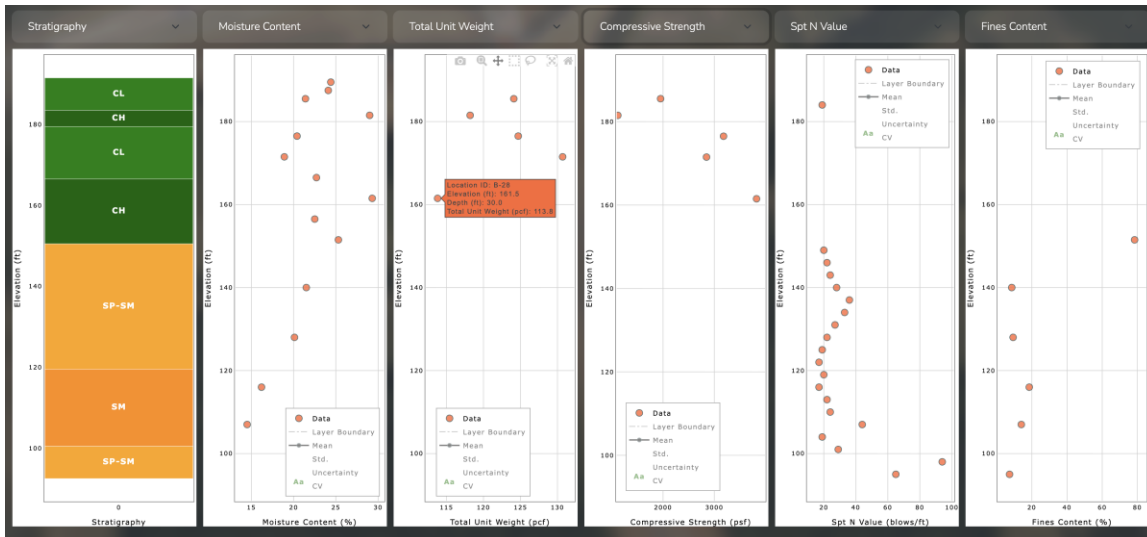 Stratigraphy
Moisture Content
Total Unit Weight
Compressive Strength
Spt N Value
Fines Content
CL
CH
CL
CH
SP-SM
SM
SP-SM
180
160
140
120
100
Elevation (ft)
0
Stratigraphy
180
160
140
120
100
Elevation (ft)
Data
Layer Boundary
Mean
Std.
Uncertainty
Aa CV
15 20 25 30
Moisture Content (%)
180
160
140
120
100
Elevation (ft)
Location ID: B-29
Elevation (ft): 161.5
Depth (ft): 30.0
Total Unit Weight (pcf): 113.8
Data
Layer Boundary
Mean
Std.
Uncertainty
Aa CV
115 120 125 130
Total Unit Weight (pcf)
180
160
140
120
100
Elevation (ft)
Data
Layer Boundary
Mean
Std.
Uncertainty
Aa CV
2000 3000
Compressive Strength (psf)
180
160
140
120
100
Elevation (ft)
Data
Layer Boundary
Mean
Std.
Uncertainty
Aa CV
20 40 60 80 100
Spt N Value (blows/ft)
180
160
140
120
100
Elevation (ft)
Data
Layer Boundary
Mean
Std.
Uncertainty
Aa CV
20 40 60 80
Fines Content (%)